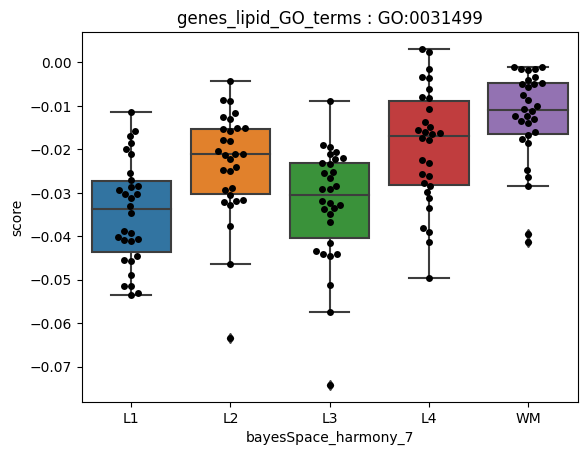 genes_lipid_GO_terms : GO:0031499
0.00
−0.01
−0.02
−0.03
−0.04
−0.05
−0.06
−0.07
score
L1 L2 L3 L4 WM
bayesSpace_harmony_7